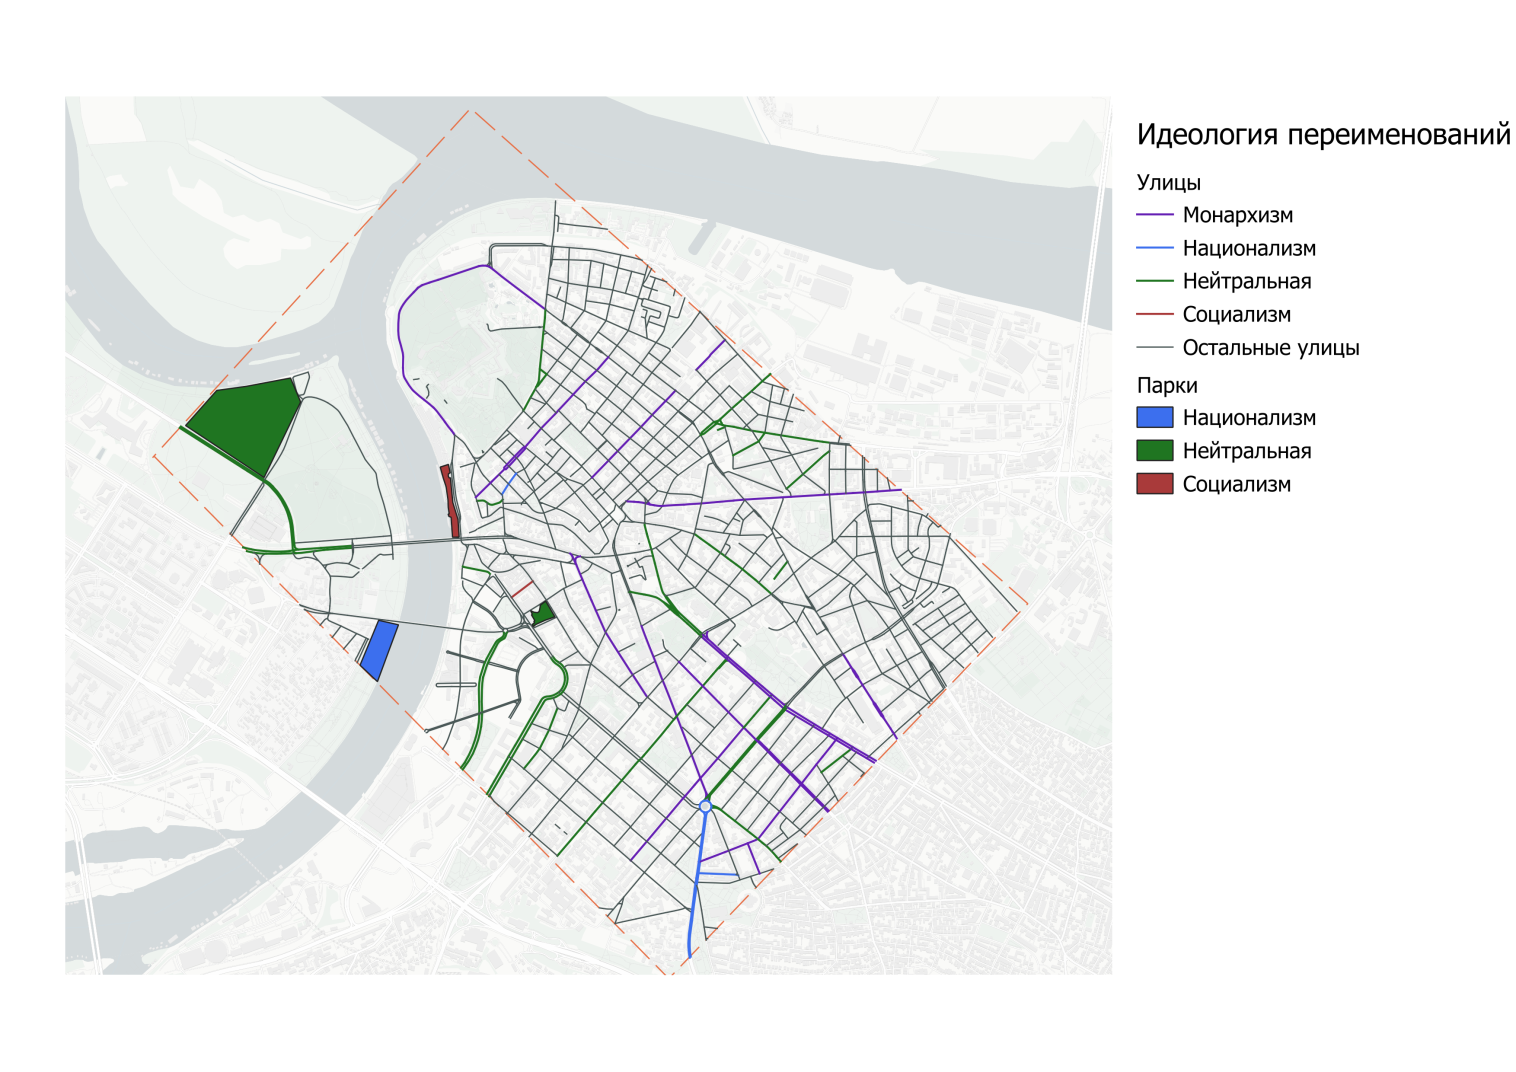 Идеология переименований
Улицы
Монархизм
Национализм
Нейтральная
Социализм
Остальные улицы
Парки
Национализм
Нейтральная
Социализм